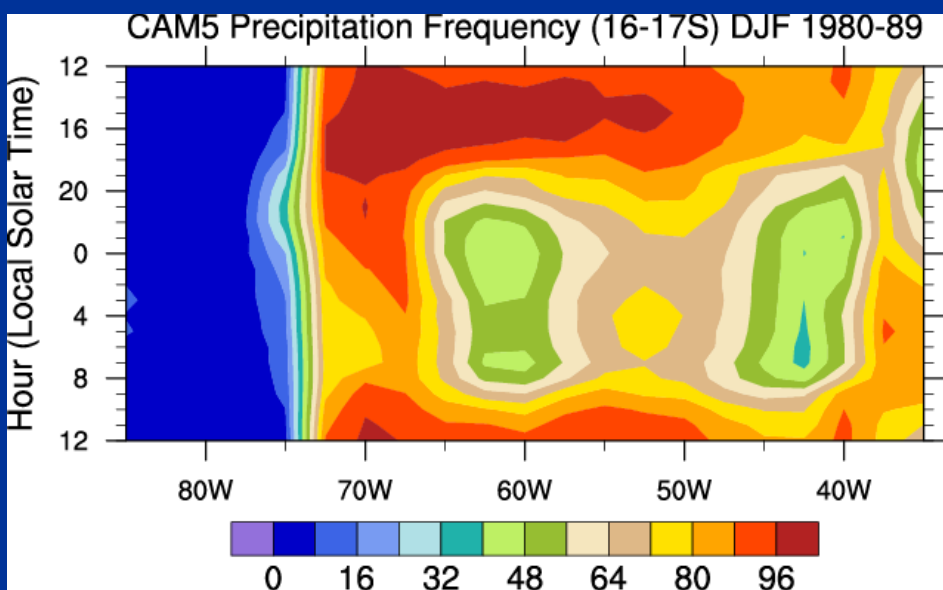 CAM5 Precipitation Frequency (16-17S) DJF 1980-89
Hour (Local Solar Time)
12
16
20
0
4
8
12
80W 70W 60W 50W 40W
0 16 32 48 64 80 96